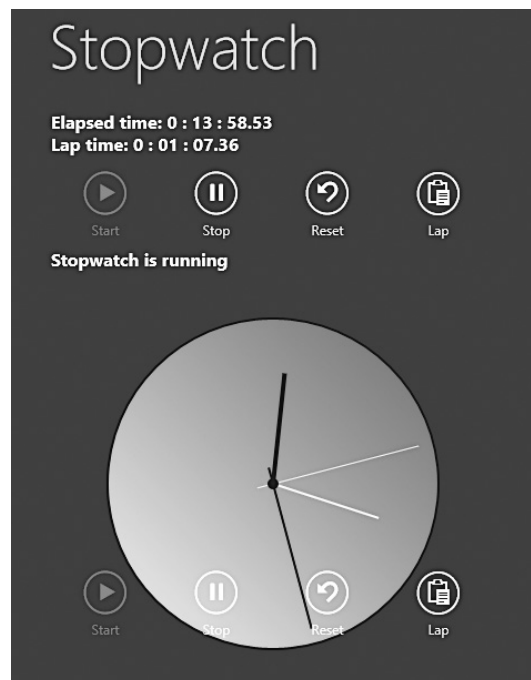 Stopwatch
Elapsed time: 0 : 13 : 58.53
Lap time: 0 : 01 : 07.36
Start Stop Reset Lap
Stopwatch is running
Start Stop Reset Lap